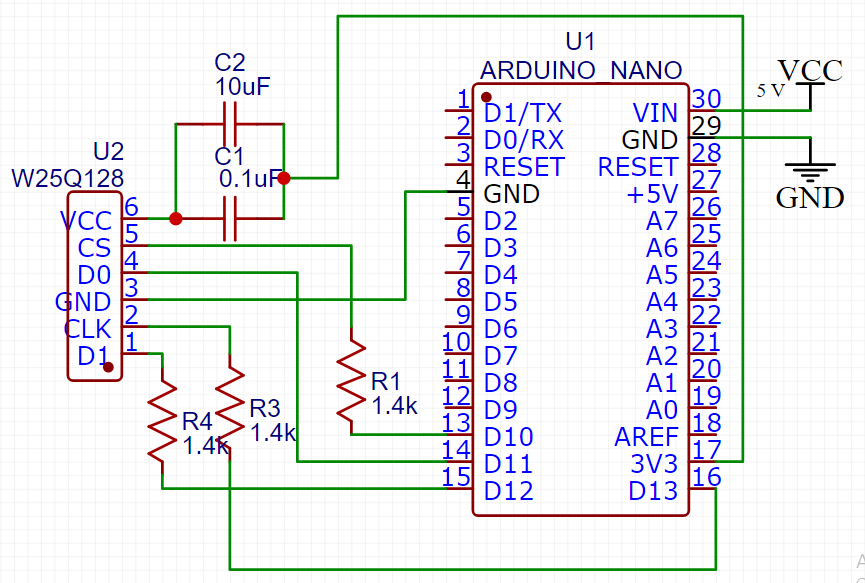 C2
10uF
C1
0.1uF
U2
W25Q128
VCC 6
CS 5
D0 4
GND 3
CLK 2
D1 1
R4
1.4k
R3
1.4k
R1
1.4k
U1
ARDUINO_NANO
1 D1/TX VIN 30
2 D0/RX GND 29
3 RESET RESET 28
4 GND +5V 27
5 D2 A7 26
6 D3 A6 25
7 D4 A5 24
8 D5 A4 23
9 D6 A3 22
10 D7 A2 21
11 D8 A1 20
12 D9 A0 19
13 D10 AREF 18
14 D11 3V3 17
15 D12 D13 16
VCC
5 V
GND